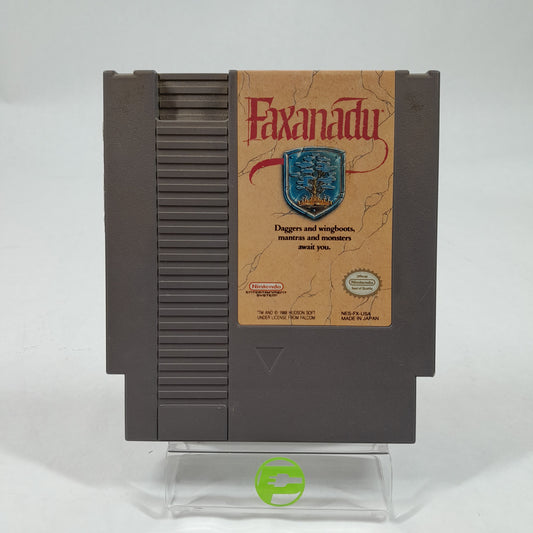 Faxanadu
Daggers and wingboots,
mantras and monsters
await you.
Nintendo
ENTERTAINMENT
SYSTEM
Official
Nintendo
Seal of Quality
™ AND © 1988 HUDSON SOFT
UNDER LICENSE FROM FALCOM
NES-FX-USA
MADE IN JAPAN